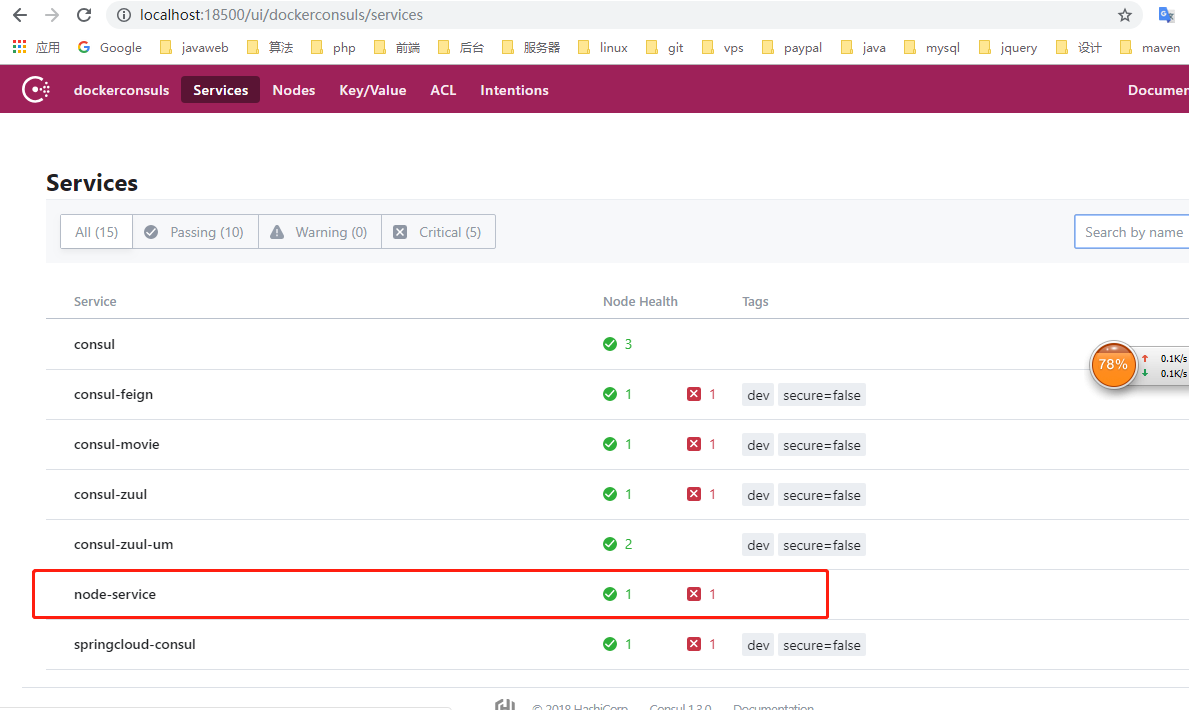 localhost:18500/ui/dockerconsuls/services
应用 Google javaweb 算法 php 前端 后台 服务器 linux git vps paypal java mysql jquery 设计 maven
dockerconsuls Services Nodes Key/Value ACL Intentions Documen
Services
All (15) Passing (10) Warning (0) Critical (5) Search by name
Service Node Health Tags
consul 3
78% 0.1K/s
0.1K/s
consul-feign 1 1 dev secure=false
consul-movie 1 1 dev secure=false
consul-zuul 1 1 dev secure=false
consul-zuul-um 2 dev secure=false
node-service 1 1
springcloud-consul 1 1 dev secure=false
© 2018 HashiCorp Consul 1.3.0 Documentation